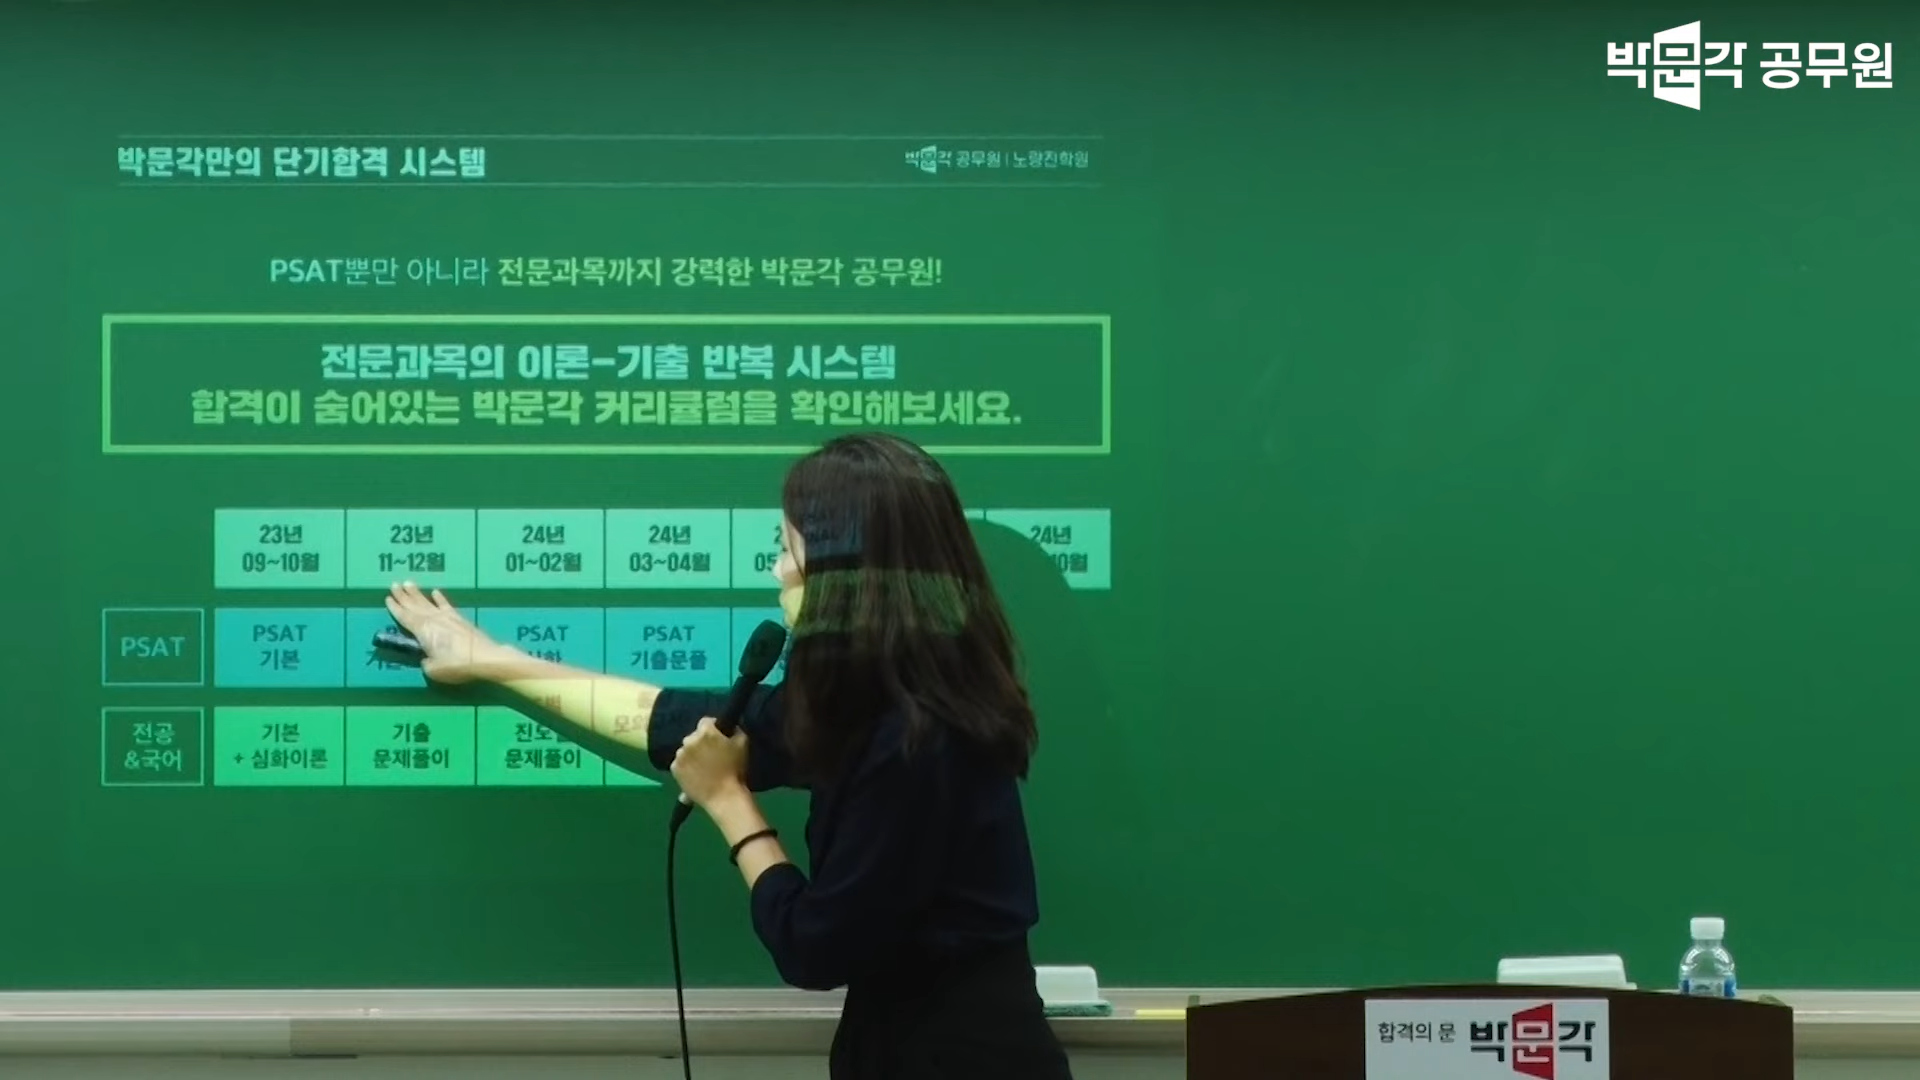 박문각 공무원
박문각만의 단기합격 시스템
박문각 공무원 | 노량진학원
PSAT뿐만 아니라 전문과목까지 강력한 박문각 공무원!
전문과목의 이론-기출 반복 시스템
합격이 숨어있는 박문각 커리큘럼을 확인해보세요.
23년 23년 24년 24년 24년
09~10월 11~12월 01~02월 03~04월
PSAT
PSAT PSAT PSAT
기본 기출문풀
전공
&국어
기본 기출
+ 심화이론 문제풀이 문제풀이
합격의 문 박문각